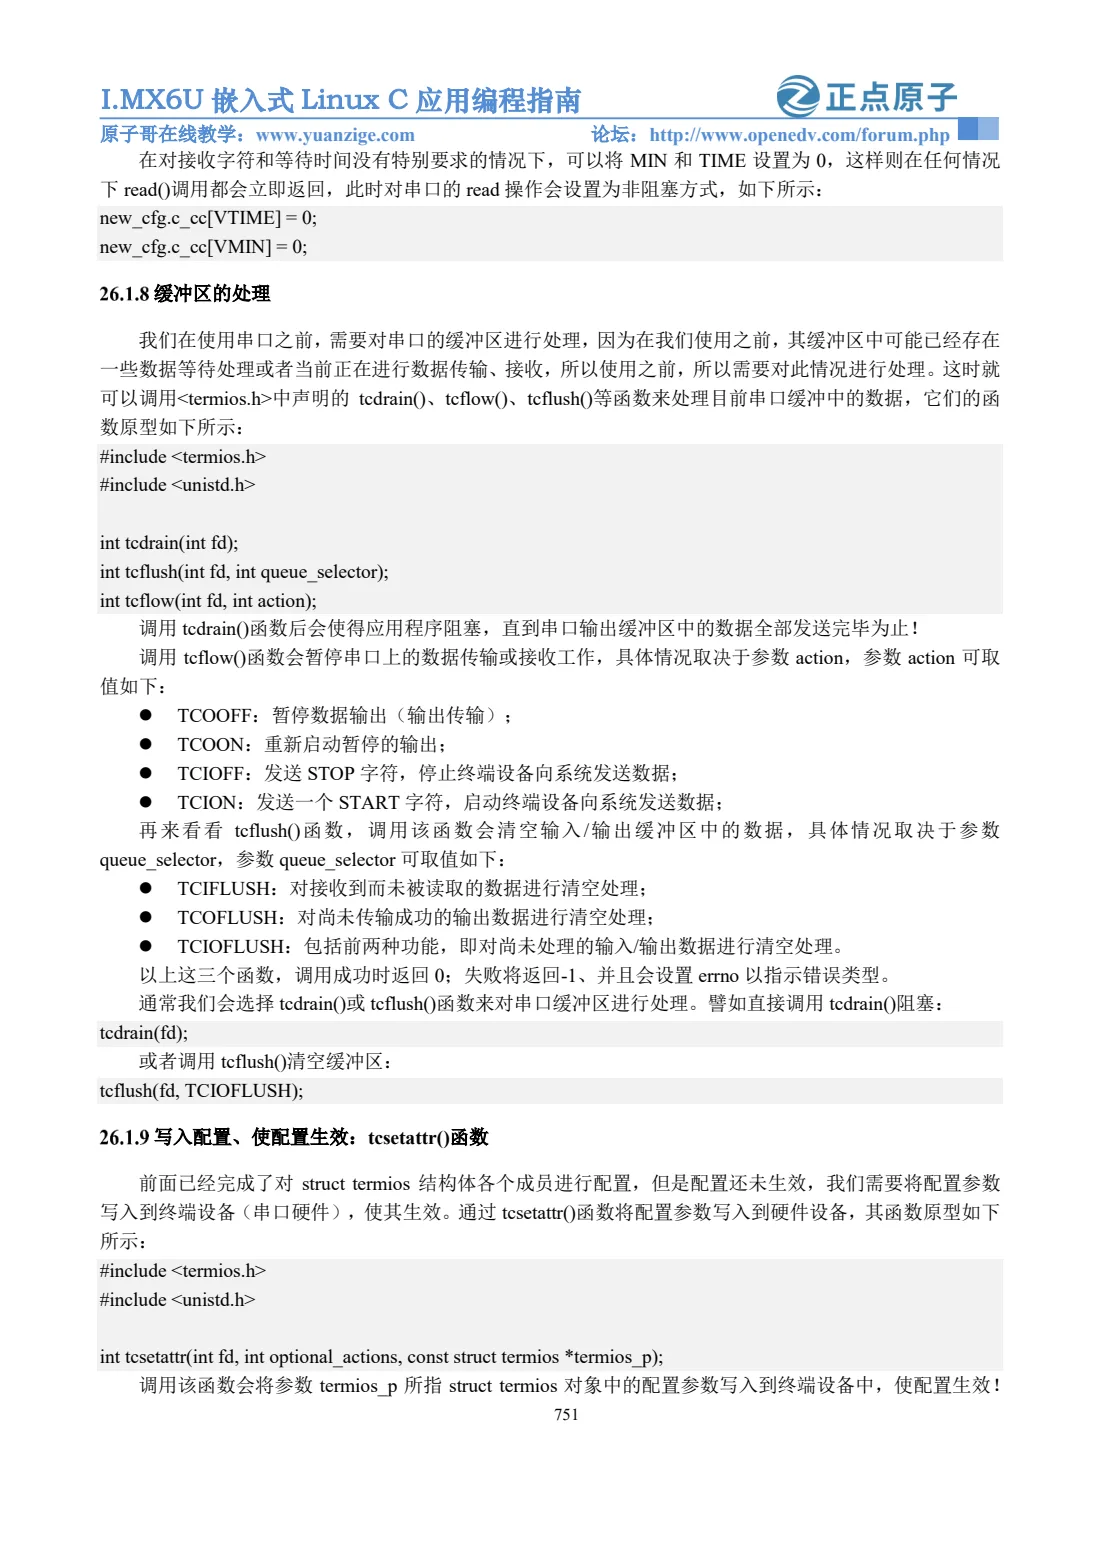 I.MX6U 嵌入式 Linux C 应用编程指南
正点原子
原子哥在线教学：www.yuanzige.com 论坛：http://www.openedv.com/forum.php
在对接收字符和等待时间没有特别要求的情况下，可以将 MIN 和 TIME 设置为 0，这样则在任何情况
下 read()调用都会立即返回，此时对串口的 read 操作会设置为非阻塞方式，如下所示：
new_cfg.c_cc[VTIME] = 0;
new_cfg.c_cc[VMIN] = 0;
26.1.8 缓冲区的处理
我们在使用串口之前，需要对串口的缓冲区进行处理，因为在我们使用之前，其缓冲区中可能已经存在
一些数据等待处理或者当前正在进行数据传输、接收，所以使用之前，所以需要对此情况进行处理。这时就
可以调用<termios.h>中声明的 tcdrain()、tcflow()、tcflush()等函数来处理目前串口缓冲中的数据，它们的函
数原型如下所示：
#include <termios.h>
#include <unistd.h>
int tcdrain(int fd);
int tcflush(int fd, int queue_selector);
int tcflow(int fd, int action);
调用 tcdrain()函数后会使得应用程序阻塞，直到串口输出缓冲区中的数据全部发送完毕为止！
调用 tcflow()函数会暂停串口上的数据传输或接收工作，具体情况取决于参数 action，参数 action 可取
值如下：
● TCOOFF：暂停数据输出（输出传输）；
● TCOON：重新启动暂停的输出；
● TCIOFF：发送 STOP 字符，停止终端设备向系统发送数据；
● TCION：发送一个 START 字符，启动终端设备向系统发送数据；
再来看看 tcflush()函数，调用该函数会清空输入/输出缓冲区中的数据，具体情况取决于参数
queue_selector，参数 queue_selector 可取值如下：
● TCIFLUSH：对接收到而未被读取的数据进行清空处理；
● TCOFLUSH：对尚未传输成功的输出数据进行清空处理；
● TCIOFLUSH：包括前两种功能，即对尚未处理的输入/输出数据进行清空处理。
以上这三个函数，调用成功时返回 0；失败将返回-1、并且会设置 errno 以指示错误类型。
通常我们会选择 tcdrain()或 tcflush()函数来对串口缓冲区进行处理。譬如直接调用 tcdrain()阻塞：
tcdrain(fd);
或者调用 tcflush()清空缓冲区：
tcflush(fd, TCIOFLUSH);
26.1.9 写入配置、使配置生效：tcsetattr()函数
前面已经完成了对 struct termios 结构体各个成员进行配置，但是配置还未生效，我们需要将配置参数
写入到终端设备（串口硬件），使其生效。通过 tcsetattr()函数将配置参数写入到硬件设备，其函数原型如下
所示：
#include <termios.h>
#include <unistd.h>
int tcsetattr(int fd, int optional_actions, const struct termios *termios_p);
调用该函数会将参数 termios_p 所指 struct termios 对象中的配置参数写入到终端设备中，使配置生效！
751